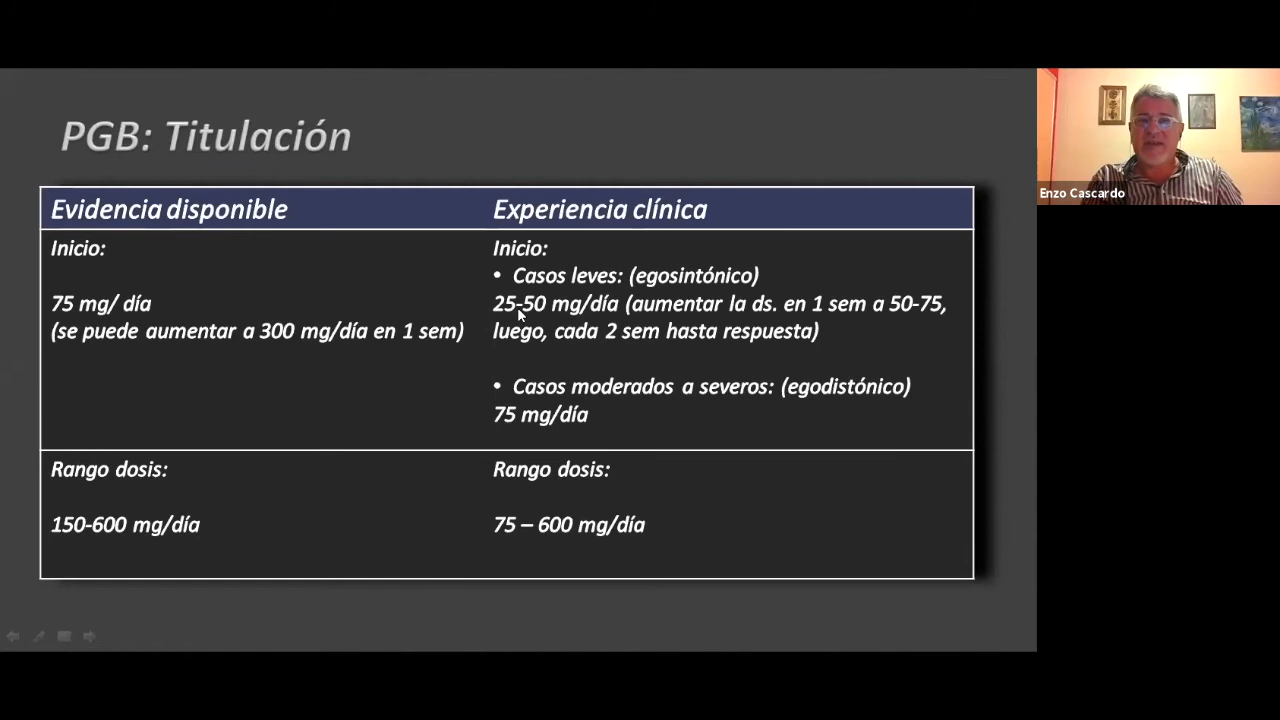 PGB: Titulación
Evidencia disponible
Experiencia clínica
Inicio:
75 mg/ día
(se puede aumentar a 300 mg/día en 1 sem)
Inicio:
• Casos leves: (egosintónico)
25-50 mg/día (aumentar la ds. en 1 sem a 50-75,
luego, cada 2 sem hasta respuesta)
• Casos moderados a severos: (egodistónico)
75 mg/día
Rango dosis:
150-600 mg/día
Rango dosis:
75 – 600 mg/día
Enzo Cascardo